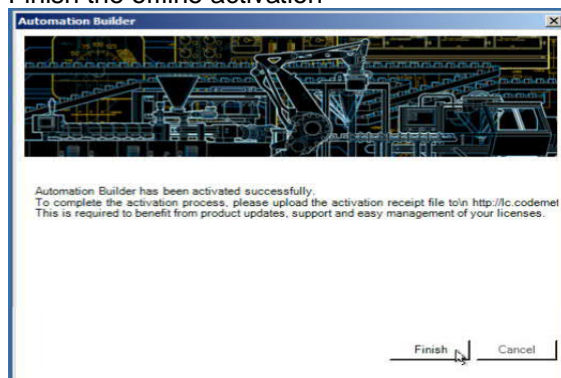 Finish the offline activation
Automation Builder
Automation Builder has been activated successfully.
To complete the activation process, please upload the activation receipt file to\n http://lc.codemet
This is required to benefit from product updates, support and easy management of your licenses.
Finish
Cancel